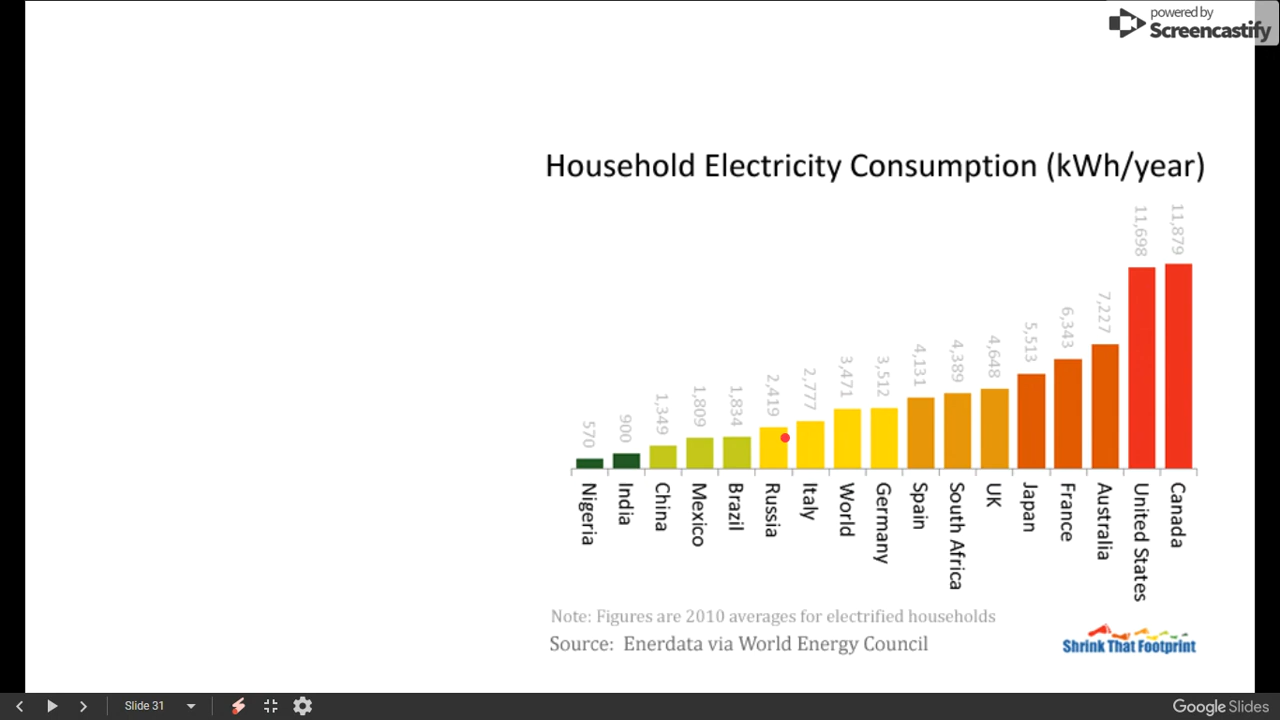 powered by
Screencastify
Household Electricity Consumption (kWh/year)
570
900
1,349
1,809
1,834
2,419
2,777
3,471
3,512
4,131
4,389
4,648
5,513
6,343
7,227
11,698
11,879
Nigeria
India
China
Mexico
Brazil
Russia
Italy
World
Germany
Spain
South Africa
UK
Japan
France
Australia
United States
Canada
Note: Figures are 2010 averages for electrified households
Source: Enerdata via World Energy Council
Shrink That Footprint
Slide 31
Google Slides